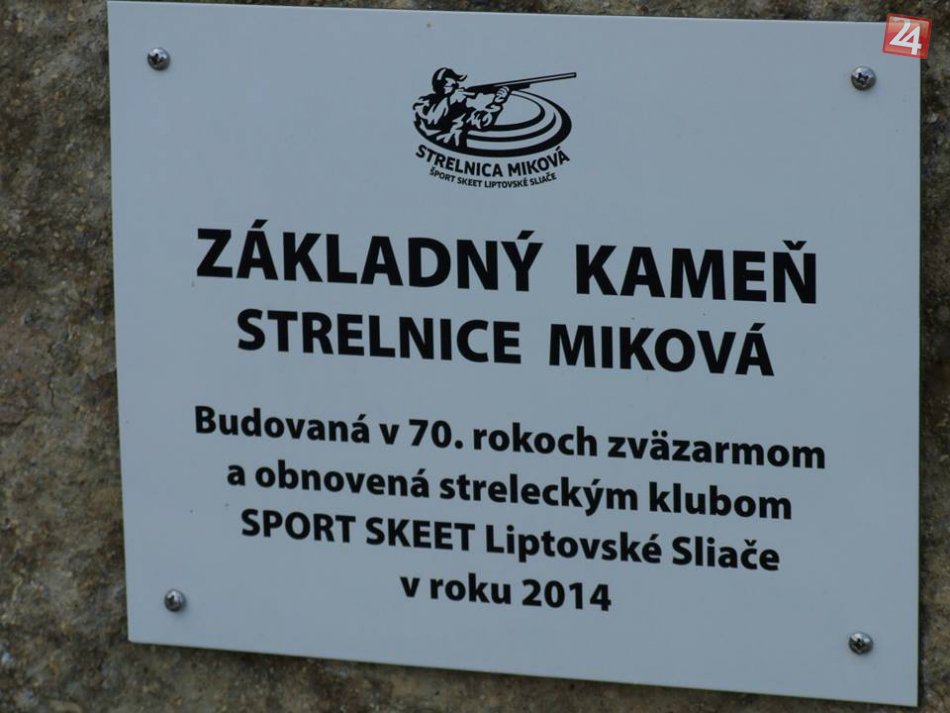 24
STRELNICA MIKOVÁ
ŠPORT SKEET LIPTOVSKÉ SLIAČE
ZÁKLADNÝ KAMEŇ
STRELNICE MIKOVÁ
Budovaná v 70. rokoch zväzarmom
a obnovená streleckým klubom
SPORT SKEET Liptovské Sliače
v roku 2014